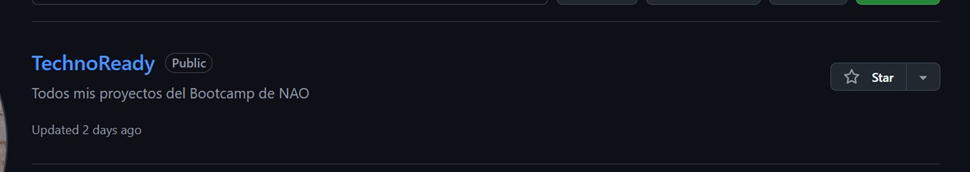 TechnoReady Public
Star
Todos mis proyectos del Bootcamp de NAO
Updated 2 days ago